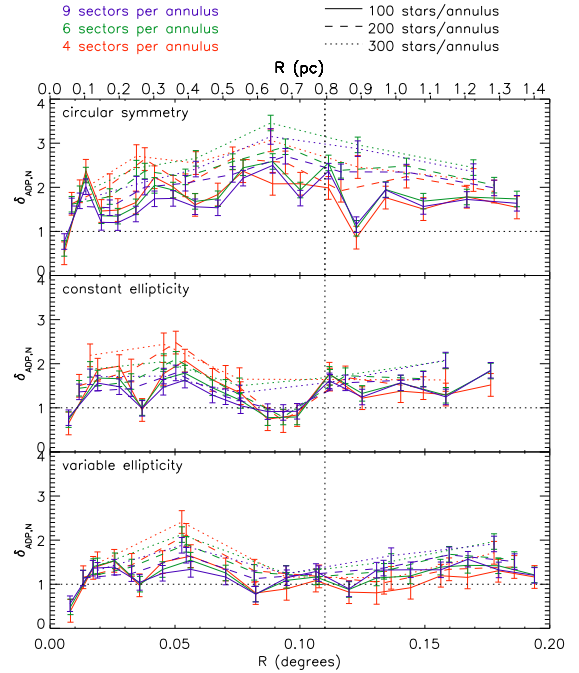 9 sectors per annulus 100 stars/annulus
6 sectors per annulus 200 stars/annulus
4 sectors per annulus 300 stars/annulus
R (pc)
0.0 0.1 0.2 0.3 0.4 0.5 0.6 0.7 0.8 0.9 1.0 1.1 1.2 1.3 1.4
circular symmetry
4
3
2
1
0
δADP,N
constant ellipticity
4
3
2
1
0
δADP,N
variable ellipticity
4
3
2
1
0
δADP,N
0.00 0.05 0.10 0.15 0.20
R (degrees)